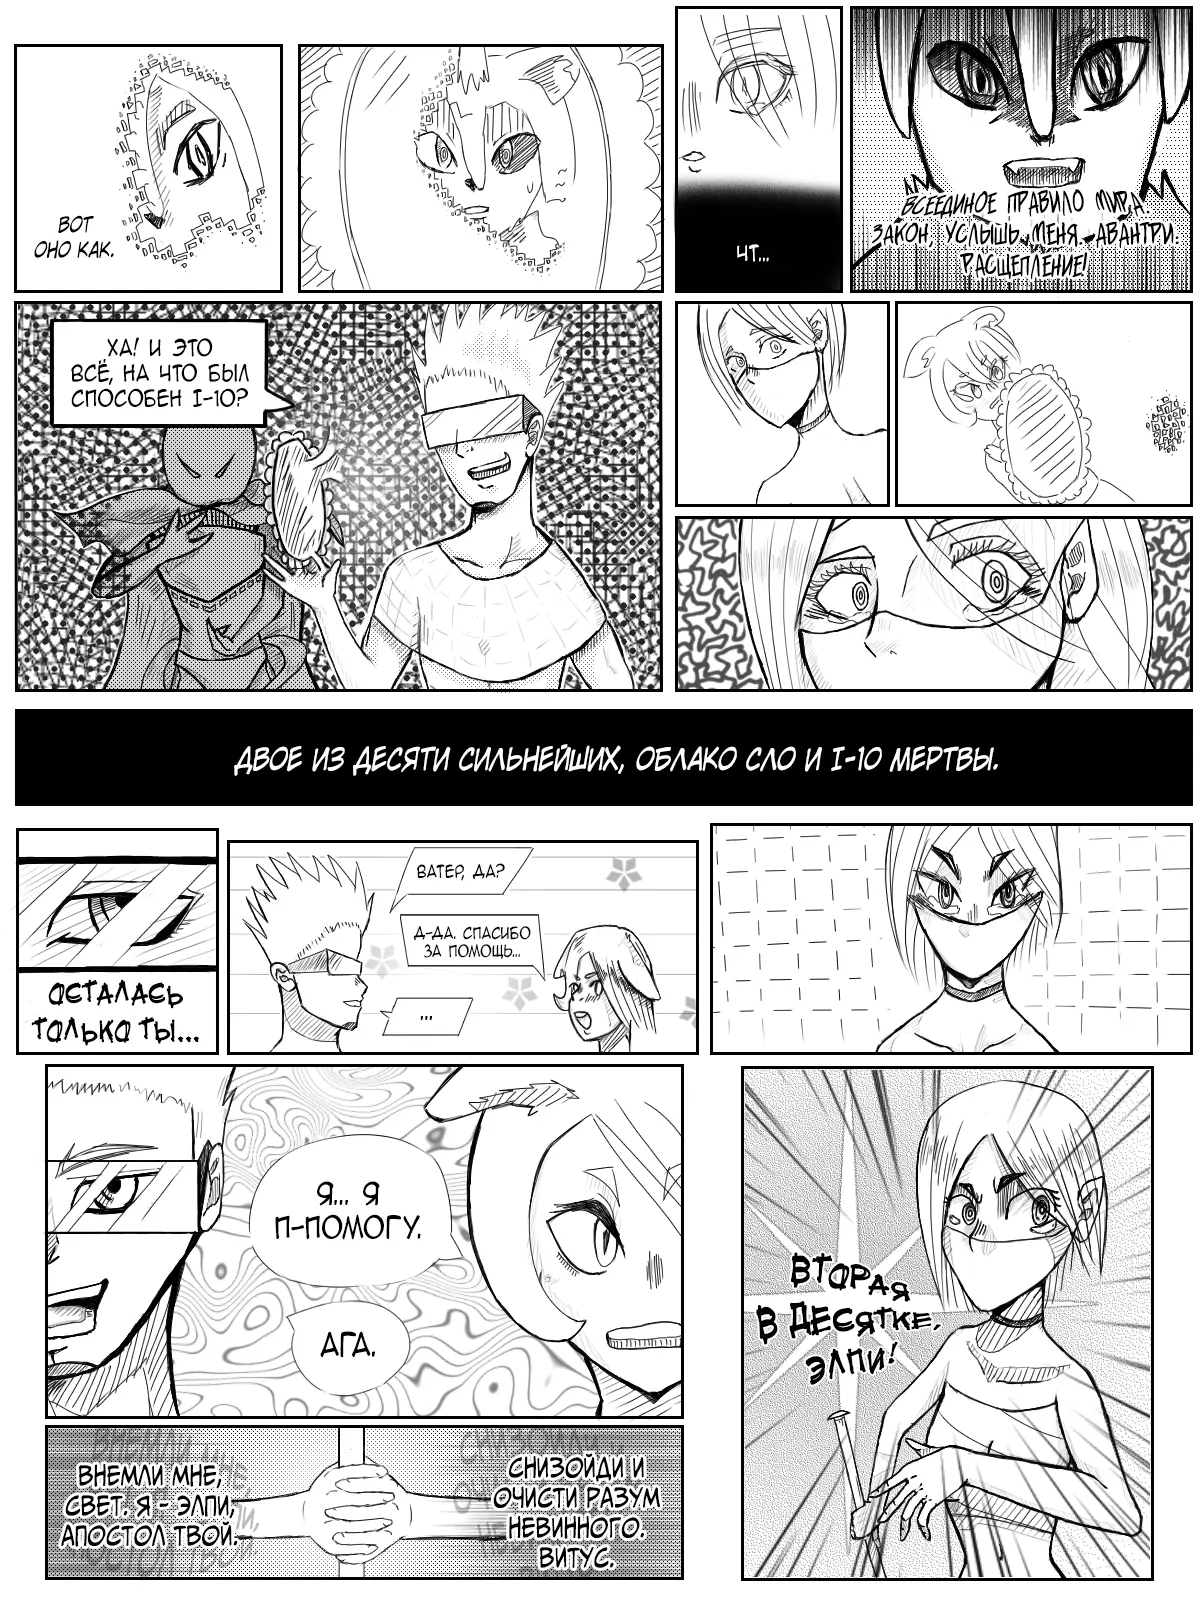 ВОТ
ОНО КАК.
ЧТ...
ВСЕЕДИНОЕ ПРАВИЛО МИРА,
ЗАКОН, УСЛЫШЬ МЕНЯ. АВАНТРИ.
РАСЩЕПЛЕНИЕ!
ХА! И ЭТО
ВСЁ, НА ЧТО БЫЛ
СПОСОБЕН I-10?
ДВОЕ ИЗ ДЕСЯТИ СИЛЬНЕЙШИХ, ОБЛАКО СЛО И I-10 МЕРТВЫ.
ОСТАЛАСЬ
ТОЛЬКО ТЫ...
ВАТЕР, ДА?
Д-ДА. СПАСИБО
ЗА ПОМОЩЬ...
...
Я... Я
П-ПОМОГУ.
АГА.
ВТОРАЯ
В ДЕСЯТКЕ,
ЭЛПИ!
ВНЕМЛИ МНЕ,
СВЕТ. Я - ЭЛПИ,
АПОСТОЛ ТВОЙ.
СНИЗОЙДИ И
ОЧИСТИ РАЗУМ
НЕВИННОГО.
ВИТУС.